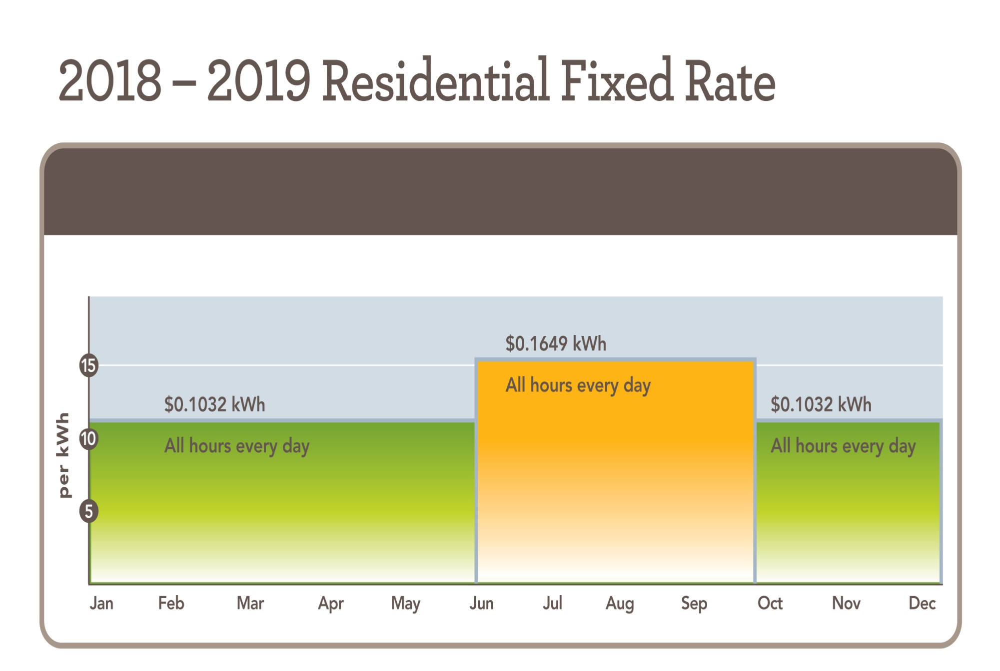 2018 – 2019 Residential Fixed Rate
$0.1649 kWh
15
All hours every day
$0.1032 kWh
$0.1032 kWh
per kWh
10
All hours every day
All hours every day
5
Jan Feb Mar Apr May Jun Jul Aug Sep Oct Nov Dec